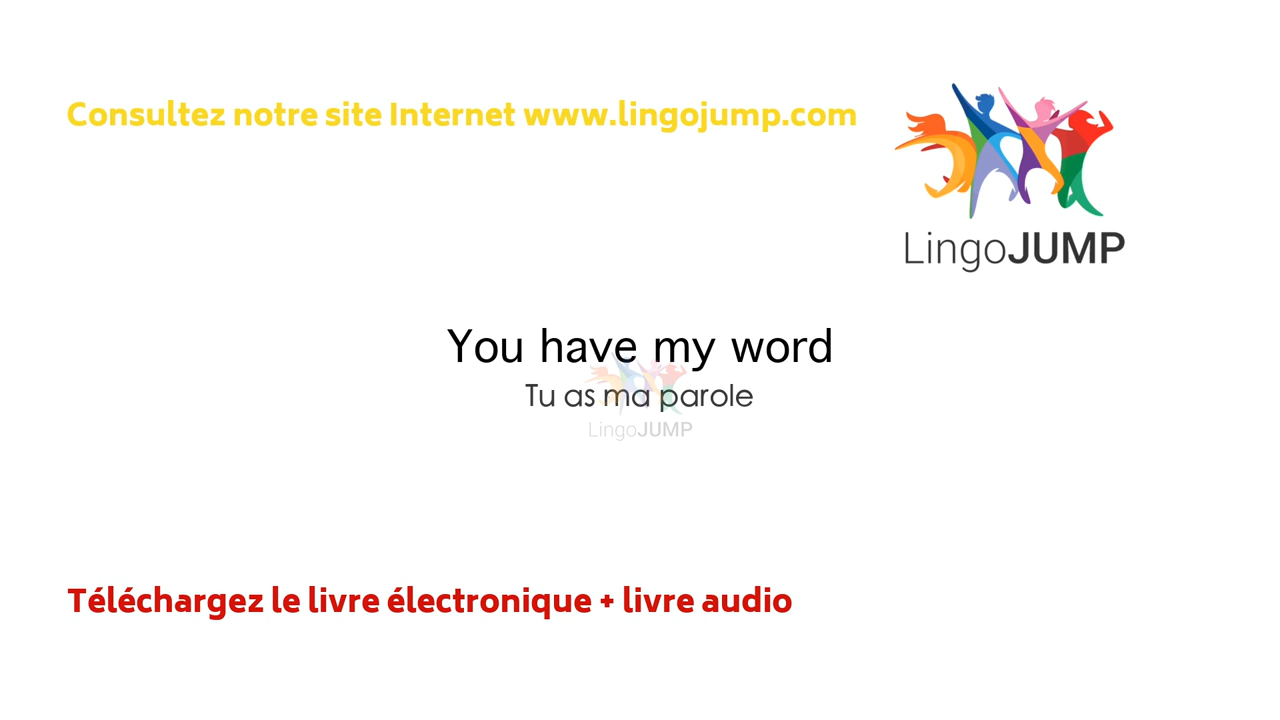 Consultez notre site Internet www.lingojump.com
LingoJUMP
You have my word
Tu as ma parole
LingoJUMP
Téléchargez le livre électronique + livre audio